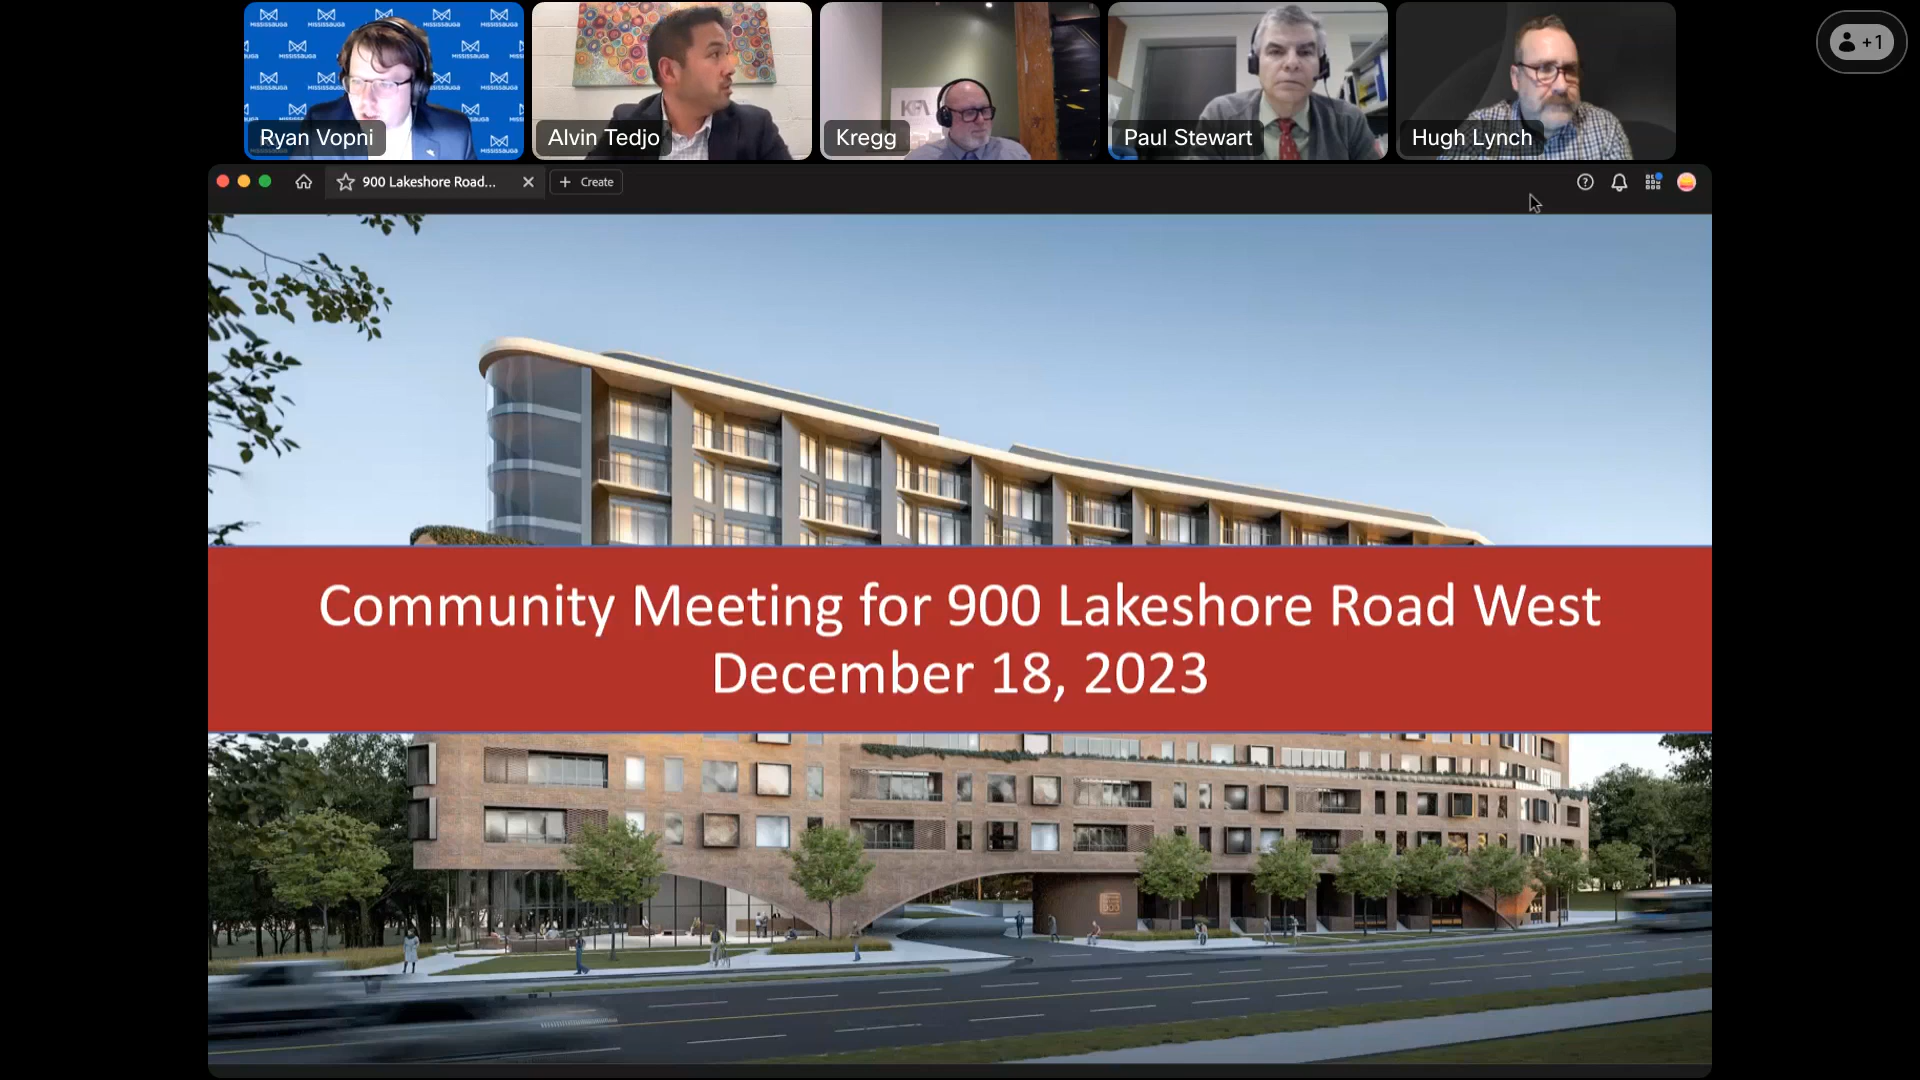 Ryan Vopni
Alvin Tedjo
Kregg
Paul Stewart
Hugh Lynch
+1
MISSISSAUGA
900 Lakeshore Road...
+ Create
Community Meeting for 900 Lakeshore Road West
December 18, 2023